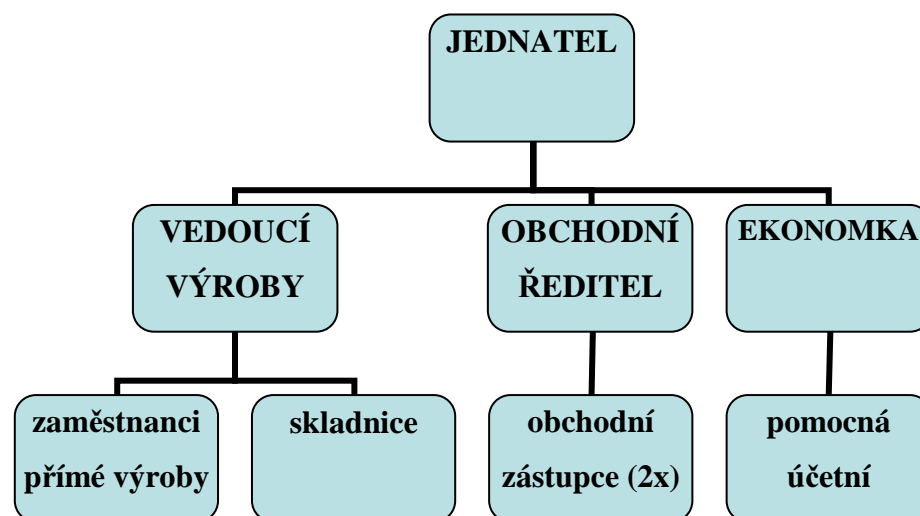 JEDNATEL
VEDOUCÍ
VÝROBY
OBCHODNÍ
ŘEDITEL
EKONOMKA
zaměstnanci
přímé výroby
skladnice
obchodní
zástupce (2x)
pomocná
účetní